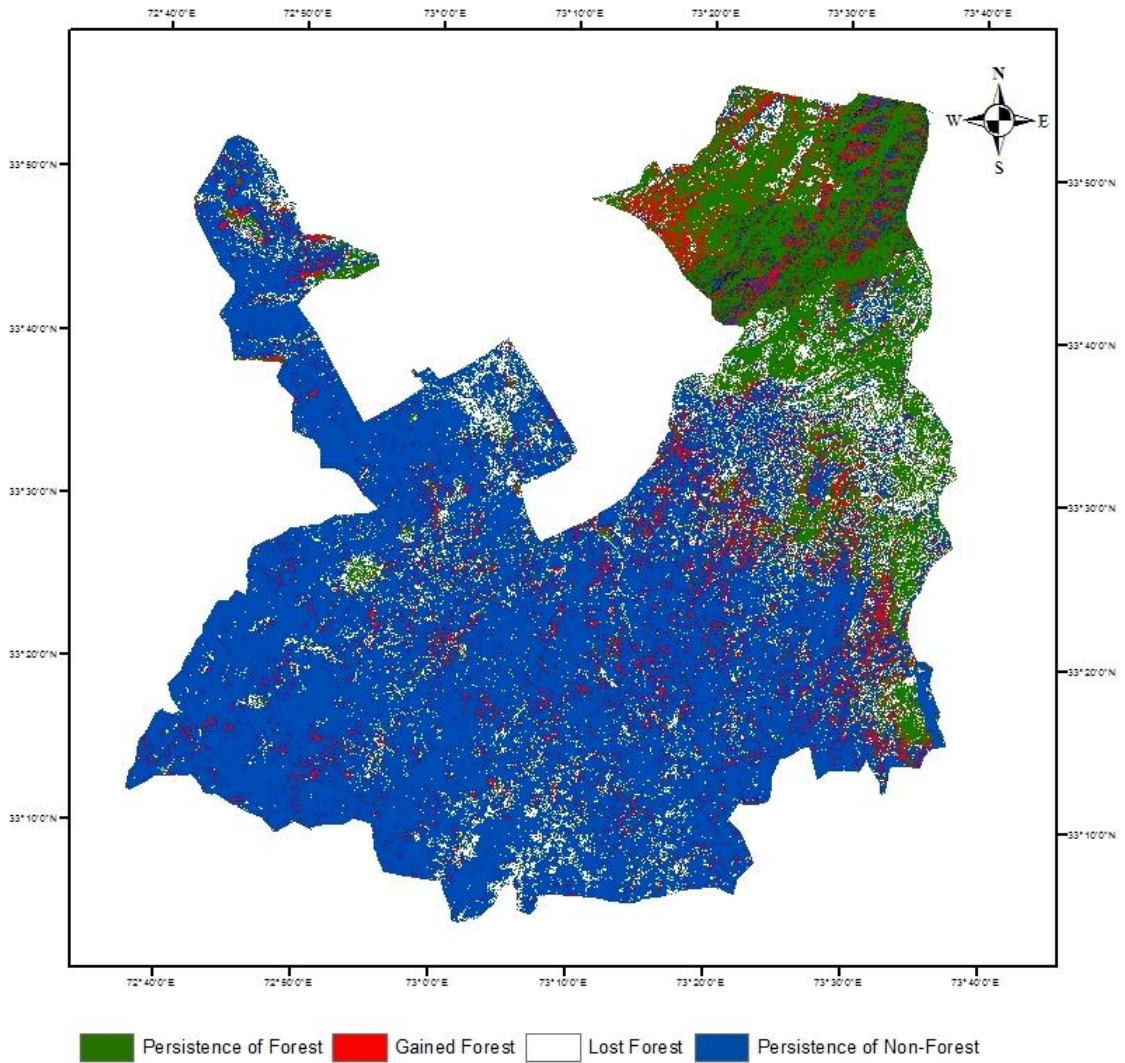 72°40'0"E 72°50'0"E 73°0'0"E 73°10'0"E 73°20'0"E 73°30'0"E 73°40'0"E
N
W E
S
33°50'0"N 33°50'0"N
33°40'0"N 33°40'0"N
33°30'0"N 33°30'0"N
33°20'0"N 33°20'0"N
33°10'0"N 33°10'0"N
72°40'0"E 72°50'0"E 73°0'0"E 73°10'0"E 73°20'0"E 73°30'0"E 73°40'0"E
Persistence of Forest Gained Forest Lost Forest Persistence of Non-Forest